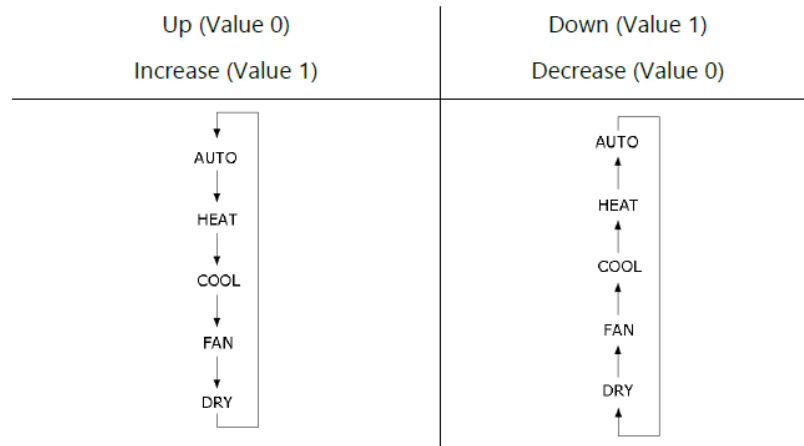 Up (Value 0)
Increase (Value 1)
AUTO
HEAT
COOL
FAN
DRY
Down (Value 1)
Decrease (Value 0)
AUTO
HEAT
COOL
FAN
DRY